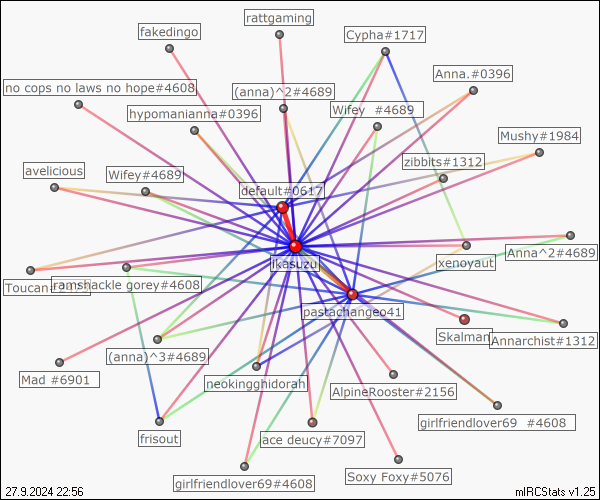 rattgaming
fakedingo
Cypha#1717
Anna.#0396
no cops no laws no hope#4608
(anna)^2#4689
hypomanianna#0396
Wifey #4689
Mushy#1984
zibbits#1312
avelicious
Wifey#4689
default#0617
Anna^2#4689
ikasuzu
xenoyaut
ramshackle gorey#4608
pastachangeo41
Skalman
Annarchist#1312
(anna)^3#4689
neokingghidorah
Mad #6901
AlpineRooster#2156
girlfriendlover69 #4608
frisout
ace deucy#7097
girlfriendlover69#4608
Soxy Foxy#5076
27.9.2024 22:56
mIRCStats v1.25